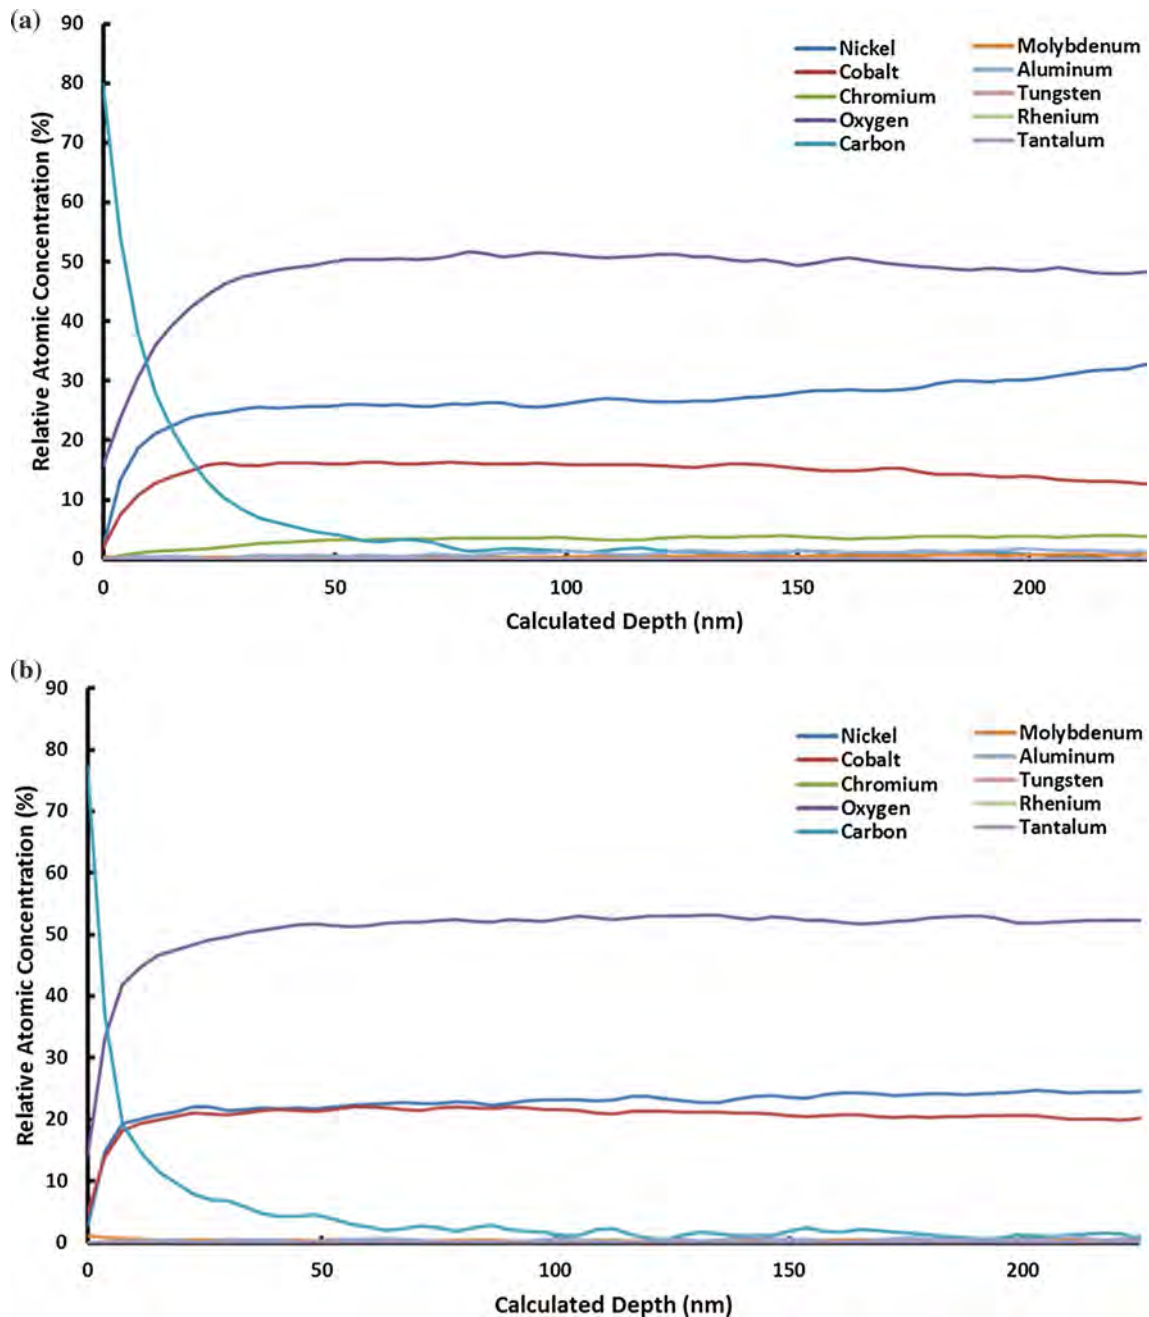 (a)
90
80
70
60
50
40
30
20
10
0
Relative Atomic Concentration (%)
Nickel
Cobalt
Chromium
Oxygen
Carbon
Molybdenum
Aluminum
Tungsten
Rhenium
Tantalum
0 50 100 150 200
Calculated Depth (nm)
(b)
90
80
70
60
50
40
30
20
10
0
Relative Atomic Concentration (%)
Nickel
Cobalt
Chromium
Oxygen
Carbon
Molybdenum
Aluminum
Tungsten
Rhenium
Tantalum
0 50 100 150 200
Calculated Depth (nm)